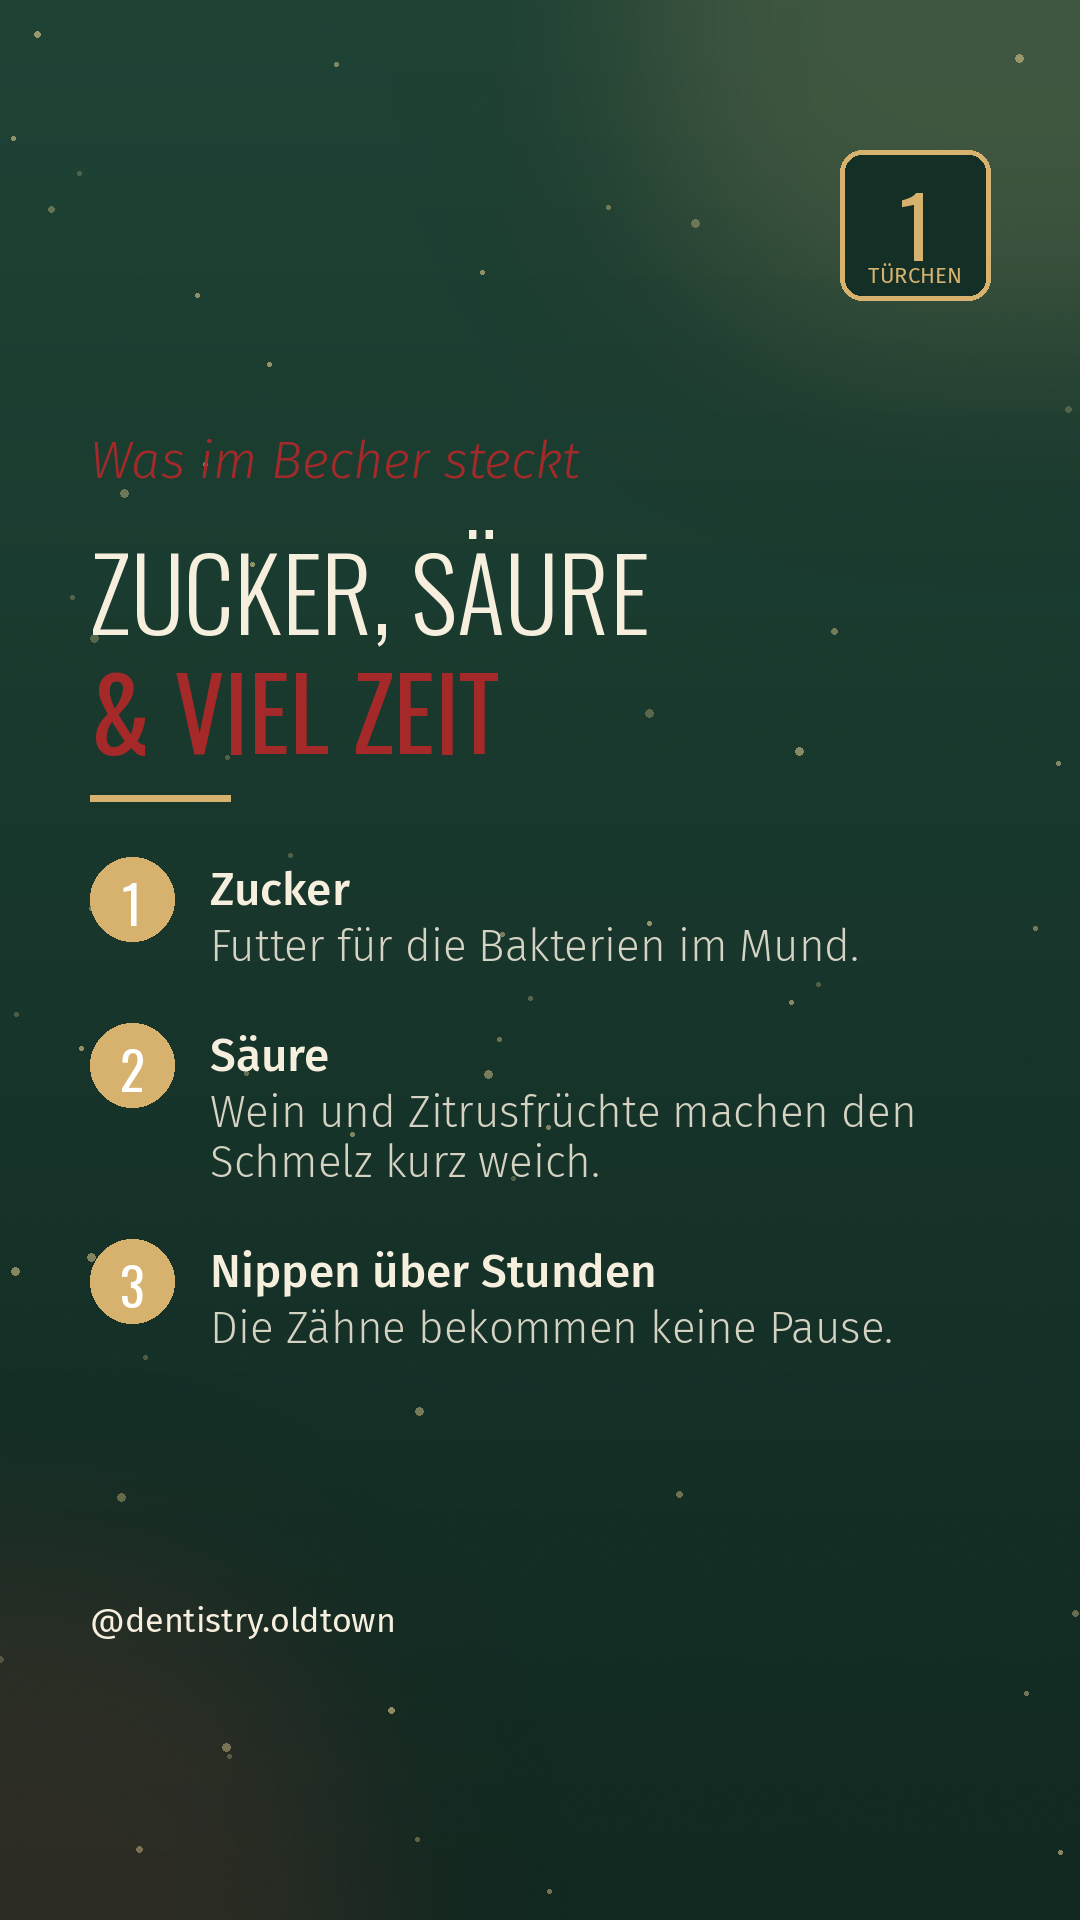 1
TÜRCHEN
Was im Becher steckt
ZUCKER, SÄURE
& VIEL ZEIT
1
Zucker
Futter für die Bakterien im Mund.
2
Säure
Wein und Zitrusfrüchte machen den
Schmelz kurz weich.
3
Nippen über Stunden
Die Zähne bekommen keine Pause.
@dentistry.oldtown